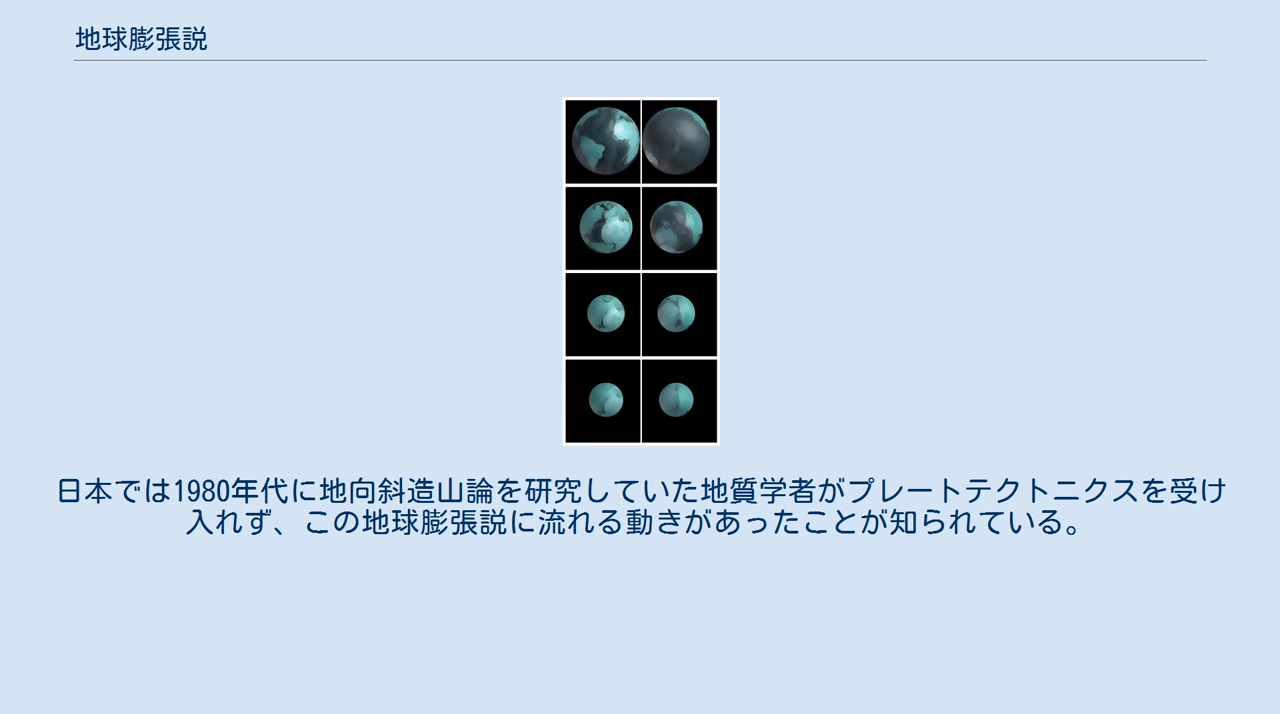 地球膨張説
日本では1980年代に地向斜造山論を研究していた地質学者がプレートテクトニクスを受け
入れず、この地球膨張説に流れる動きがあったことが知られている。